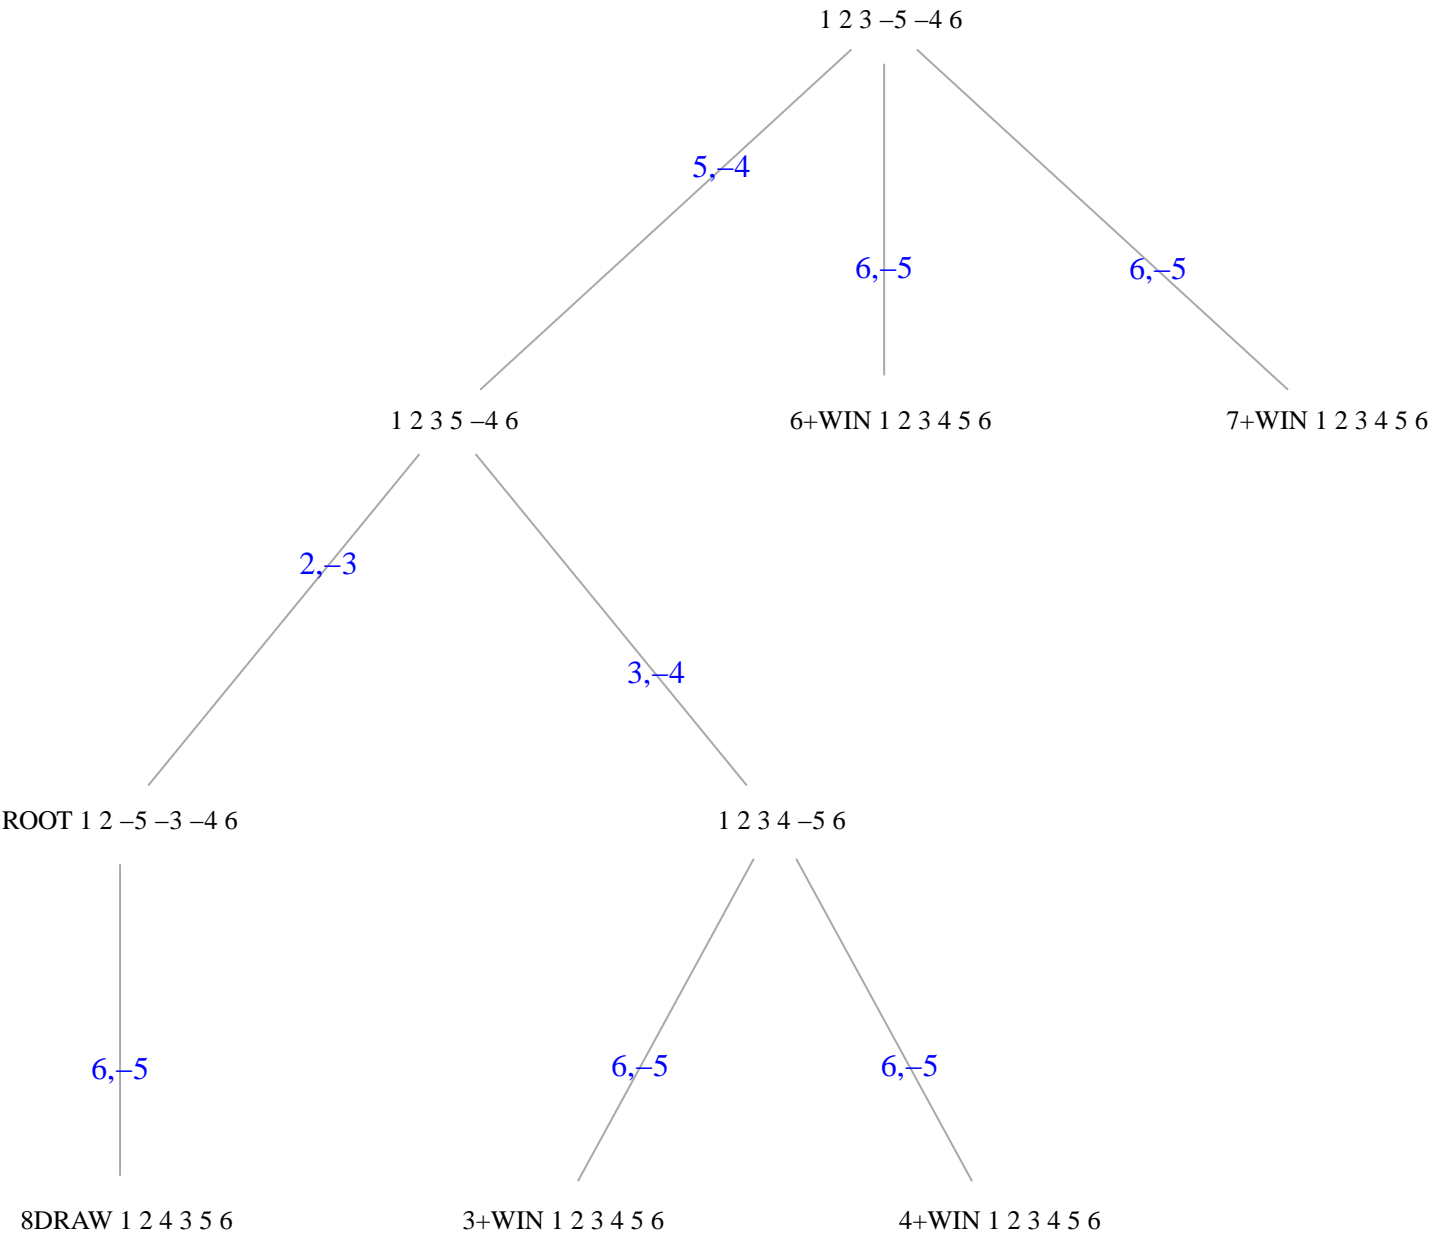 1 2 3 –5 –4 6
5,–4
6,–5
6,–5
1 2 3 5 –4 6
6+WIN 1 2 3 4 5 6
7+WIN 1 2 3 4 5 6
2,–3
3,–4
ROOT 1 2 –5 –3 –4 6
1 2 3 4 –5 6
6,–5
6,–5
6,–5
8DRAW 1 2 4 3 5 6
3+WIN 1 2 3 4 5 6
4+WIN 1 2 3 4 5 6